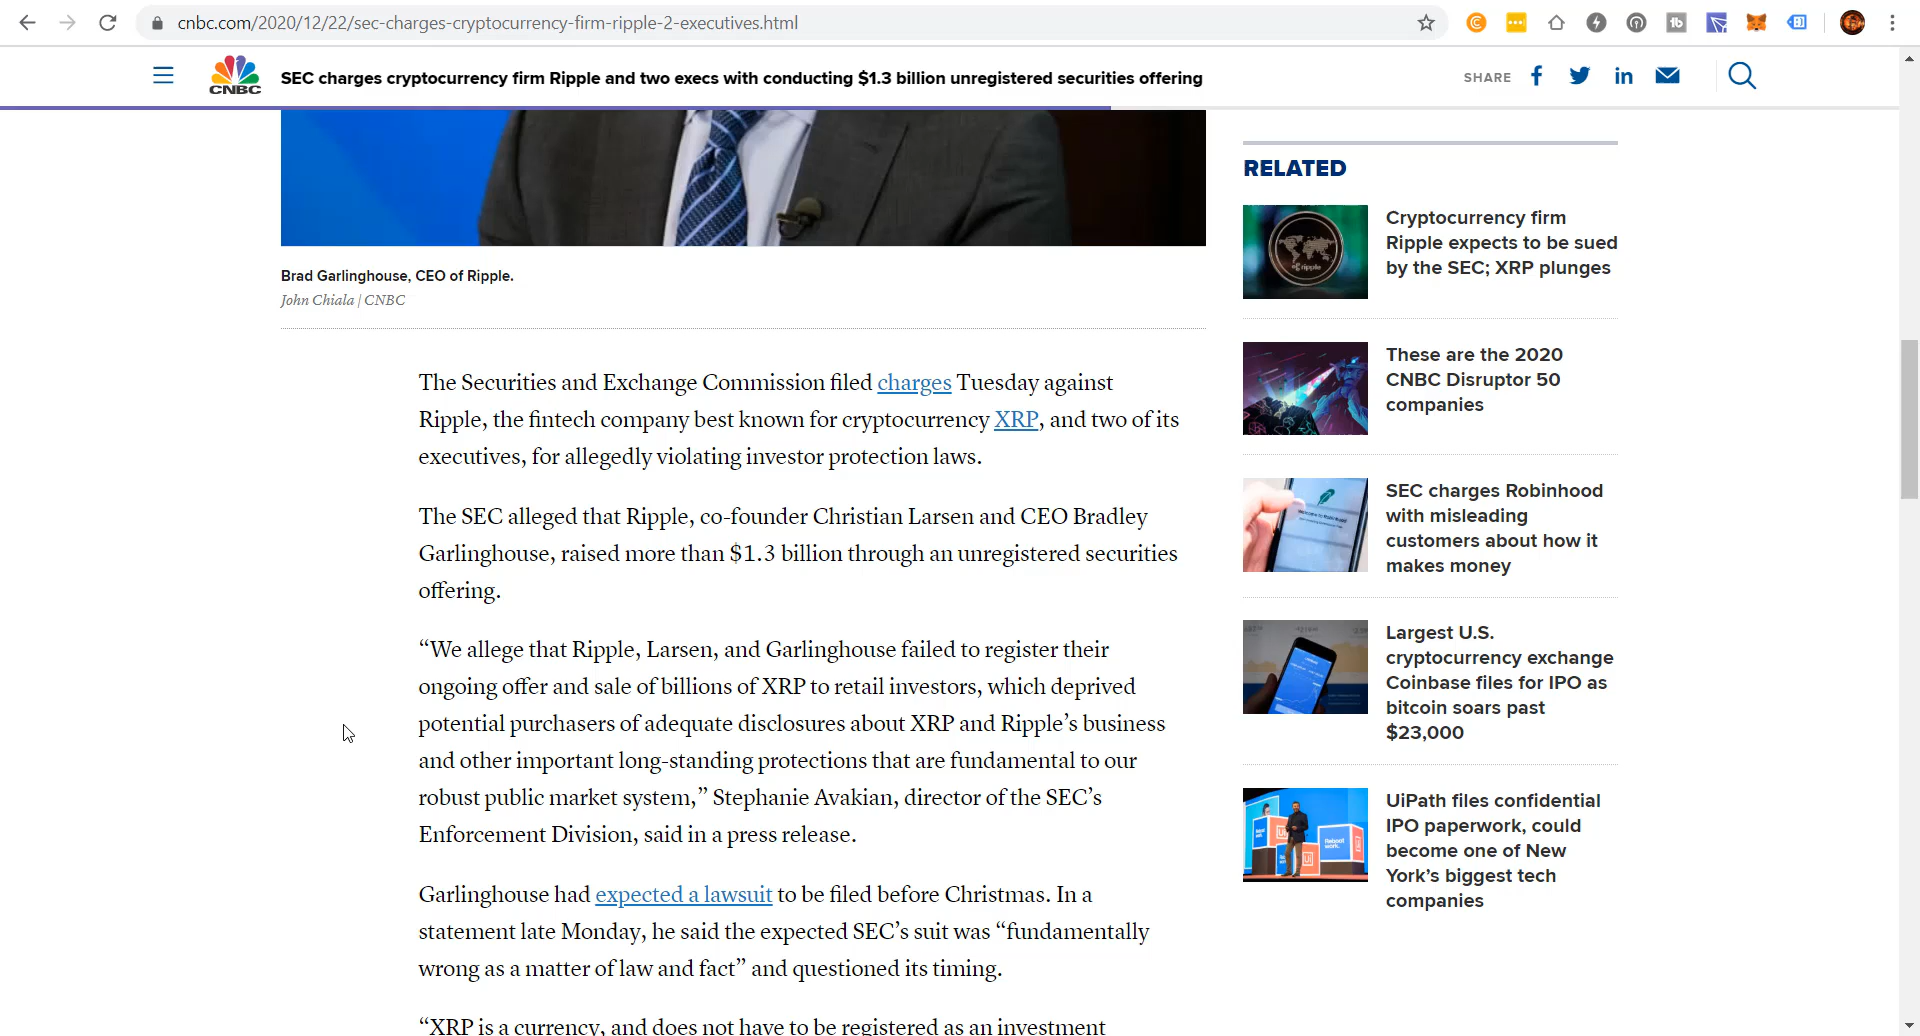 cnbc.com/2020/12/22/sec-charges-cryptocurrency-firm-ripple-2-executives.html
CNBC
SEC charges cryptocurrency firm Ripple and two execs with conducting $1.3 billion unregistered securities offering
SHARE
Brad Garlinghouse, CEO of Ripple.
John Chiala | CNBC
The Securities and Exchange Commission filed charges Tuesday against
Ripple, the fintech company best known for cryptocurrency XRP, and two of its
executives, for allegedly violating investor protection laws.
The SEC alleged that Ripple, co-founder Christian Larsen and CEO Bradley
Garlinghouse, raised more than $1.3 billion through an unregistered securities
offering.
“We allege that Ripple, Larsen, and Garlinghouse failed to register their
ongoing offer and sale of billions of XRP to retail investors, which deprived
potential purchasers of adequate disclosures about XRP and Ripple’s business
and other important long-standing protections that are fundamental to our
robust public market system,” Stephanie Avakian, director of the SEC’s
Enforcement Division, said in a press release.
Garlinghouse had expected a lawsuit to be filed before Christmas. In a
statement late Monday, he said the expected SEC’s suit was “fundamentally
wrong as a matter of law and fact” and questioned its timing.
“XRP is a currency, and does not have to be registered as an investment
RELATED
ripple
Cryptocurrency firm
Ripple expects to be sued
by the SEC; XRP plunges
These are the 2020
CNBC Disruptor 50
companies
SEC charges Robinhood
with misleading
customers about how it
makes money
Largest U.S.
cryptocurrency exchange
Coinbase files for IPO as
bitcoin soars past
$23,000
UiPath files confidential
IPO paperwork, could
become one of New
York’s biggest tech
companies